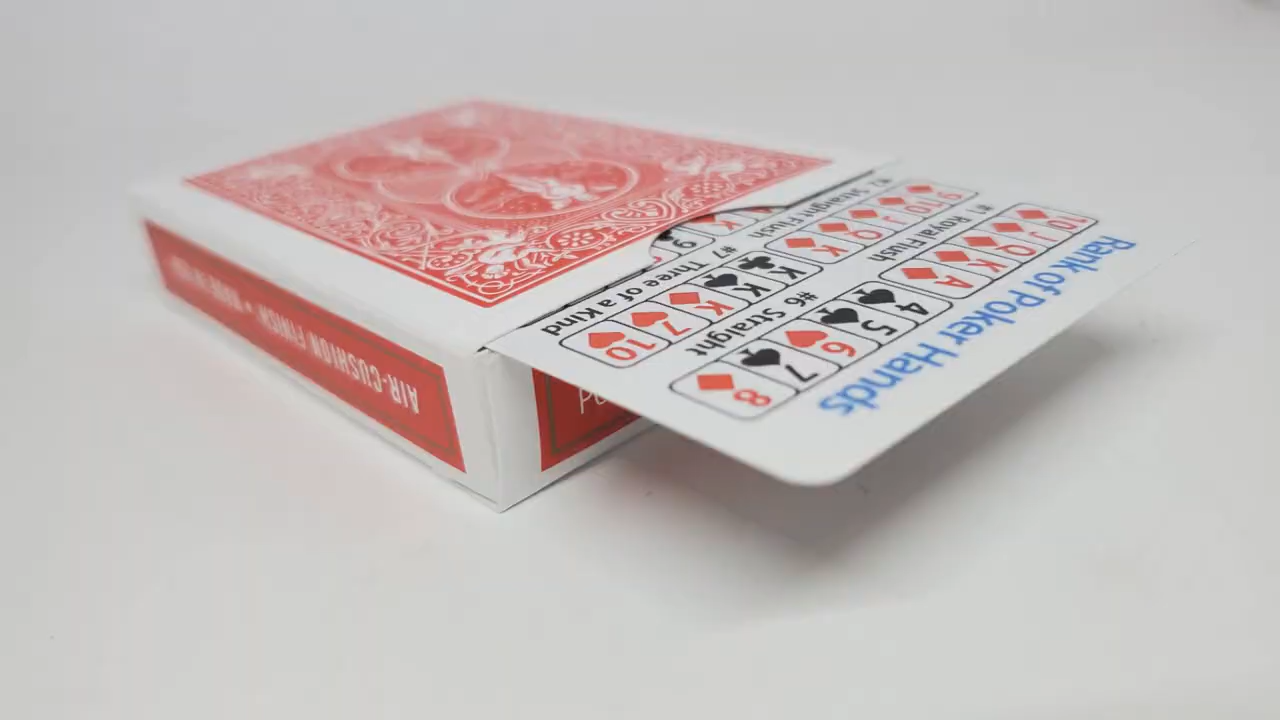 Rank of Poker Hands
#1 Royal Flush
10 J Q K A
#6 Straight
4 5 6 7 8
#2 Straight Flush
9 10 J Q K
#7 Three of a Kind
K K K 7 10
AIR-CUSHION FINISH •